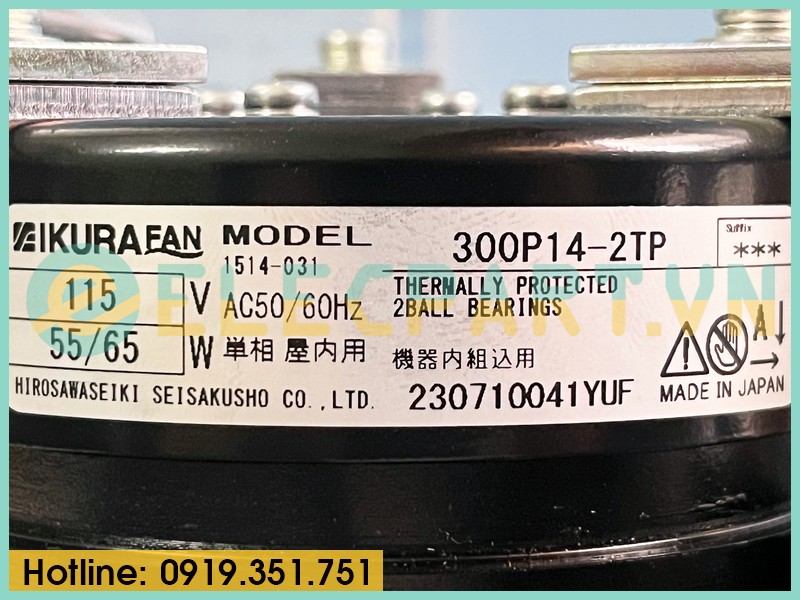 IKURAFAN MODEL 300P14-2TP Suffix
1514-031 ***
115 V AC50/60Hz THERMALLY PROTECTED
2BALL BEARINGS
55/65 W 単相 屋内用 機器内組込用 A
HIROSAWASEIKI SEISAKUSHO CO.,LTD. 230710041YUF MADE IN JAPAN
ELECPART.VN
Hotline: 0919.351.751